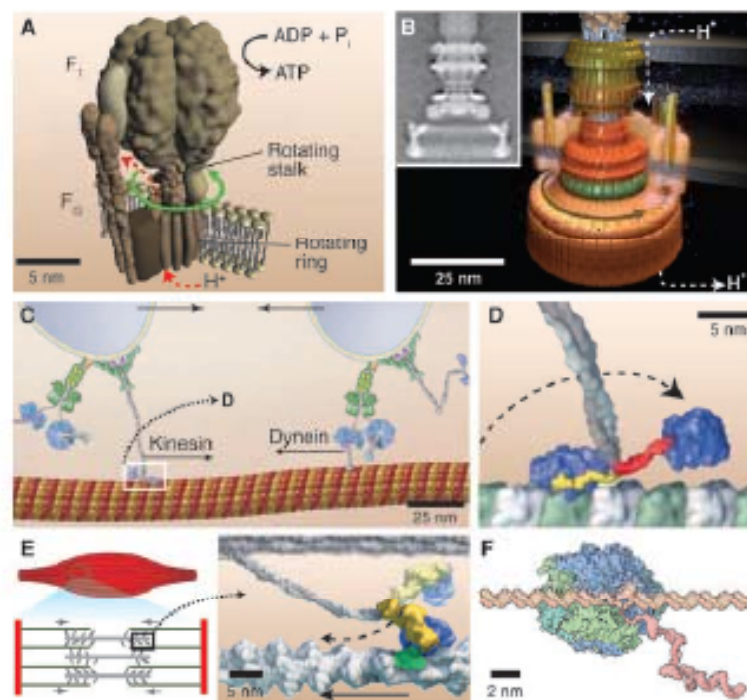 A
ADP + Pi
ATP
F1
Rotating
stalk
Fo
Rotating
ring
5 nm
H+
B
H+
25 nm
H+
C
D
Kinesin
Dynein
25 nm
D
5 nm
E
5 nm
F
2 nm